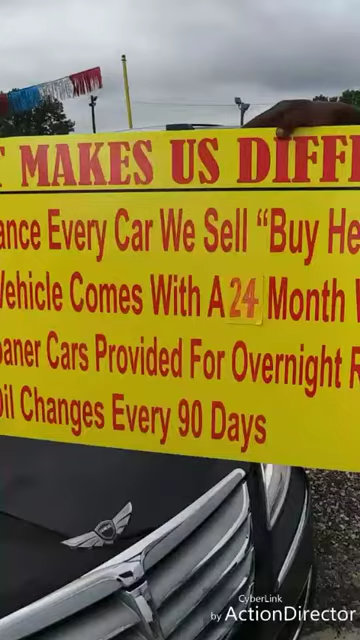 T MAKES US DIFFE
ance Every Car We Sell “Buy He
Vehicle Comes With A 24 Month
oaner Cars Provided For Overnight R
Oil Changes Every 90 Days
CyberLink
by ActionDirector